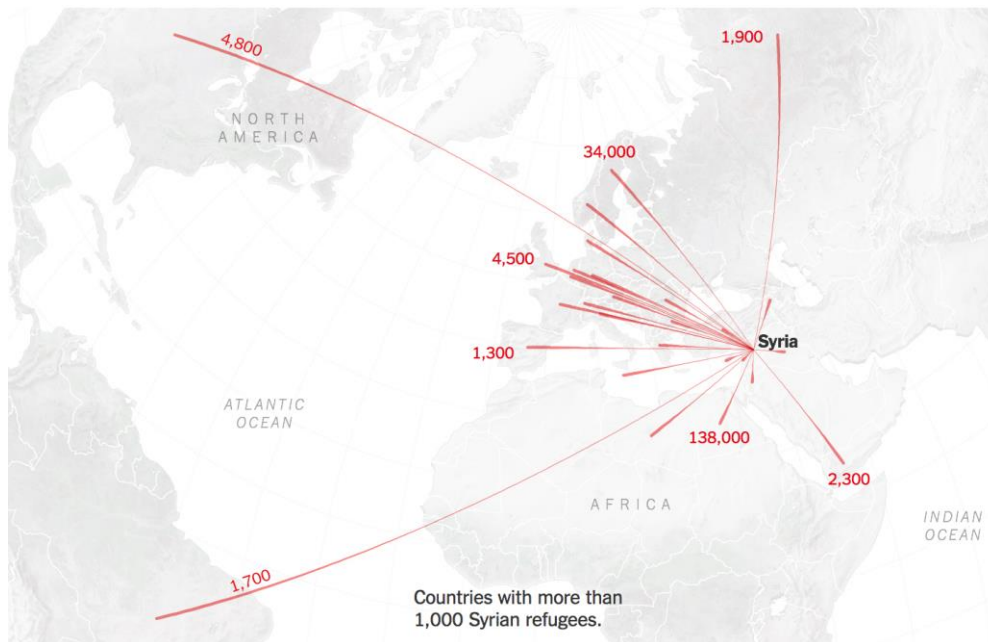 4,800
1,900
NORTH
AMERICA
34,000
4,500
Syria
1,300
ATLANTIC
OCEAN
138,000
2,300
AFRICA
INDIAN
OCEAN
1,700
Countries with more than
1,000 Syrian refugees.